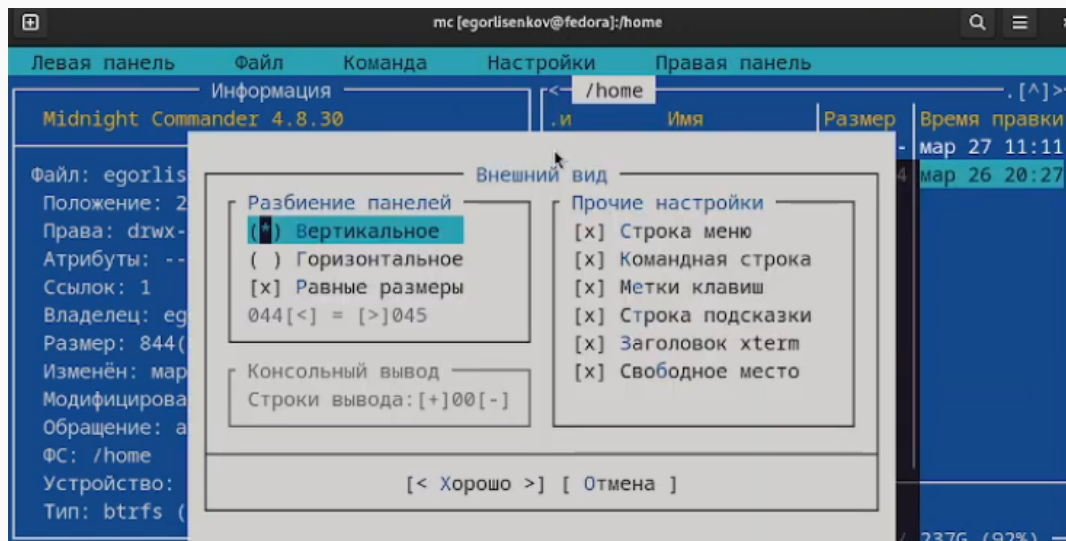 mc [egorlisenkov@fedora]:/home
Левая панель Файл Команда Настройки Правая панель
Информация
Midnight Commander 4.8.30
Файл: egorlis
Положение: 2
Права: drwx-
Атрибуты: --
Ссылок: 1
Владелец: eg
Размер: 844(
Изменён: мар
Модифицирова
Обращение: а
ФС: /home
Устройство:
Тип: btrfs (
<- /home .[^]>
.и Имя Размер Время правки
- мар 27 11:11
4 мар 26 20:27
Внешний вид
Разбиение панелей
(*) Вертикальное
( ) Горизонтальное
[x] Равные размеры
044[<] = [>]045
Консольный вывод
Строки вывода:[+]00[-]
Прочие настройки
[x] Строка меню
[x] Командная строка
[x] Метки клавиш
[x] Строка подсказки
[x] Заголовок xterm
[x] Свободное место
[< Хорошо >] [ Отмена ]
/ 237G (92%)